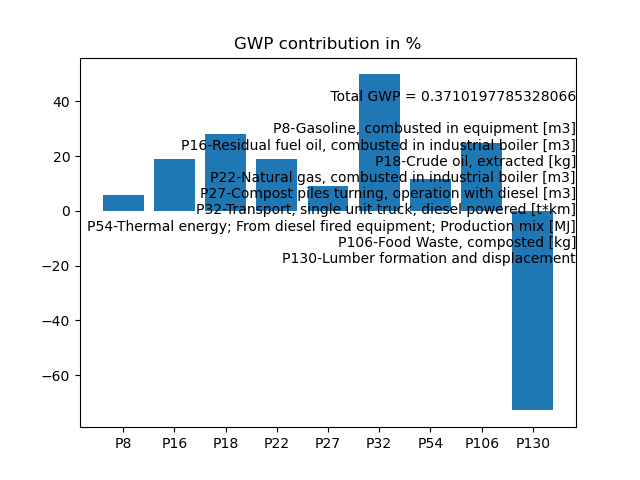 GWP contribution in %
Total GWP = 0.3710197785328066
P8-Gasoline, combusted in equipment [m3]
P16-Residual fuel oil, combusted in industrial boiler [m3]
P18-Crude oil, extracted [kg]
P22-Natural gas, combusted in industrial boiler [m3]
P27-Compost piles turning, operation with diesel [m3]
P32-Transport, single unit truck, diesel powered [t*km]
P54-Thermal energy; From diesel fired equipment; Production mix [MJ]
P106-Food Waste, composted [kg]
P130-Lumber formation and displacement
40
20
0
−20
−40
−60
P8 P16 P18 P22 P27 P32 P54 P106 P130